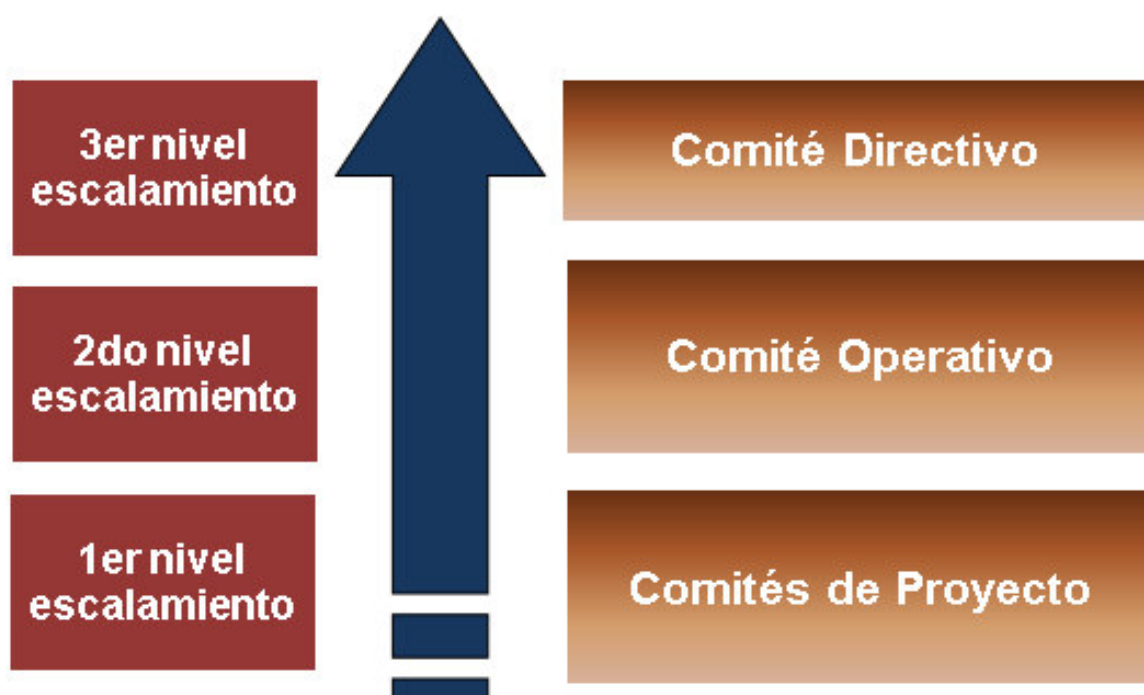 3er nivel
escalamiento
Comité Directivo
2do nivel
escalamiento
Comité Operativo
1er nivel
escalamiento
Comités de Proyecto